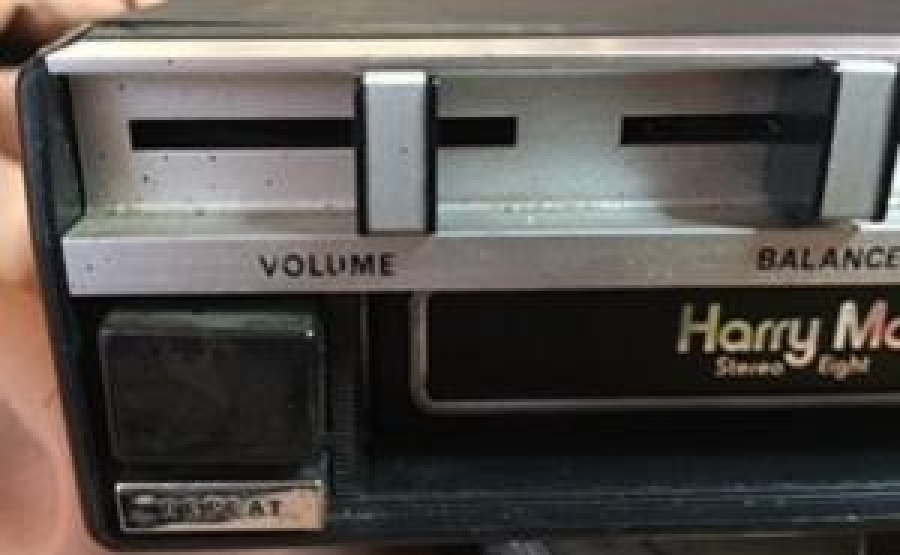 VOLUME
BALANCE
Harry
Stereo Eight